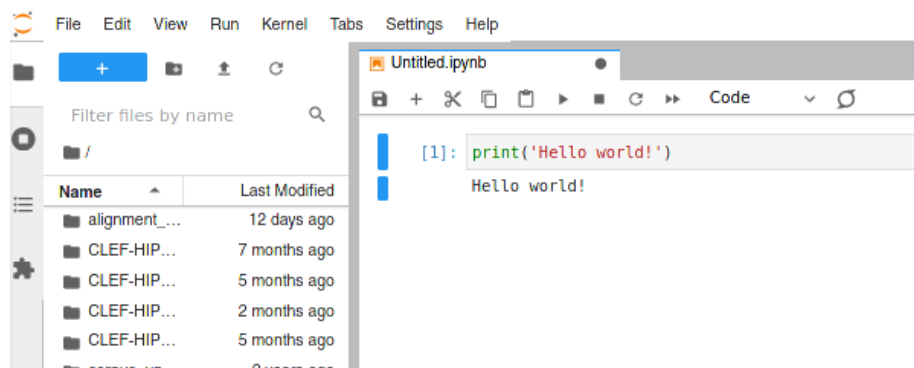 File Edit View Run Kernel Tabs Settings Help
Untitled.ipynb
Filter files by name
/
Code
[1]: print('Hello world!')
Hello world!
Name Last Modified
alignment_... 12 days ago
CLEF-HIP... 7 months ago
CLEF-HIP... 5 months ago
CLEF-HIP... 2 months ago
CLEF-HIP... 5 months ago